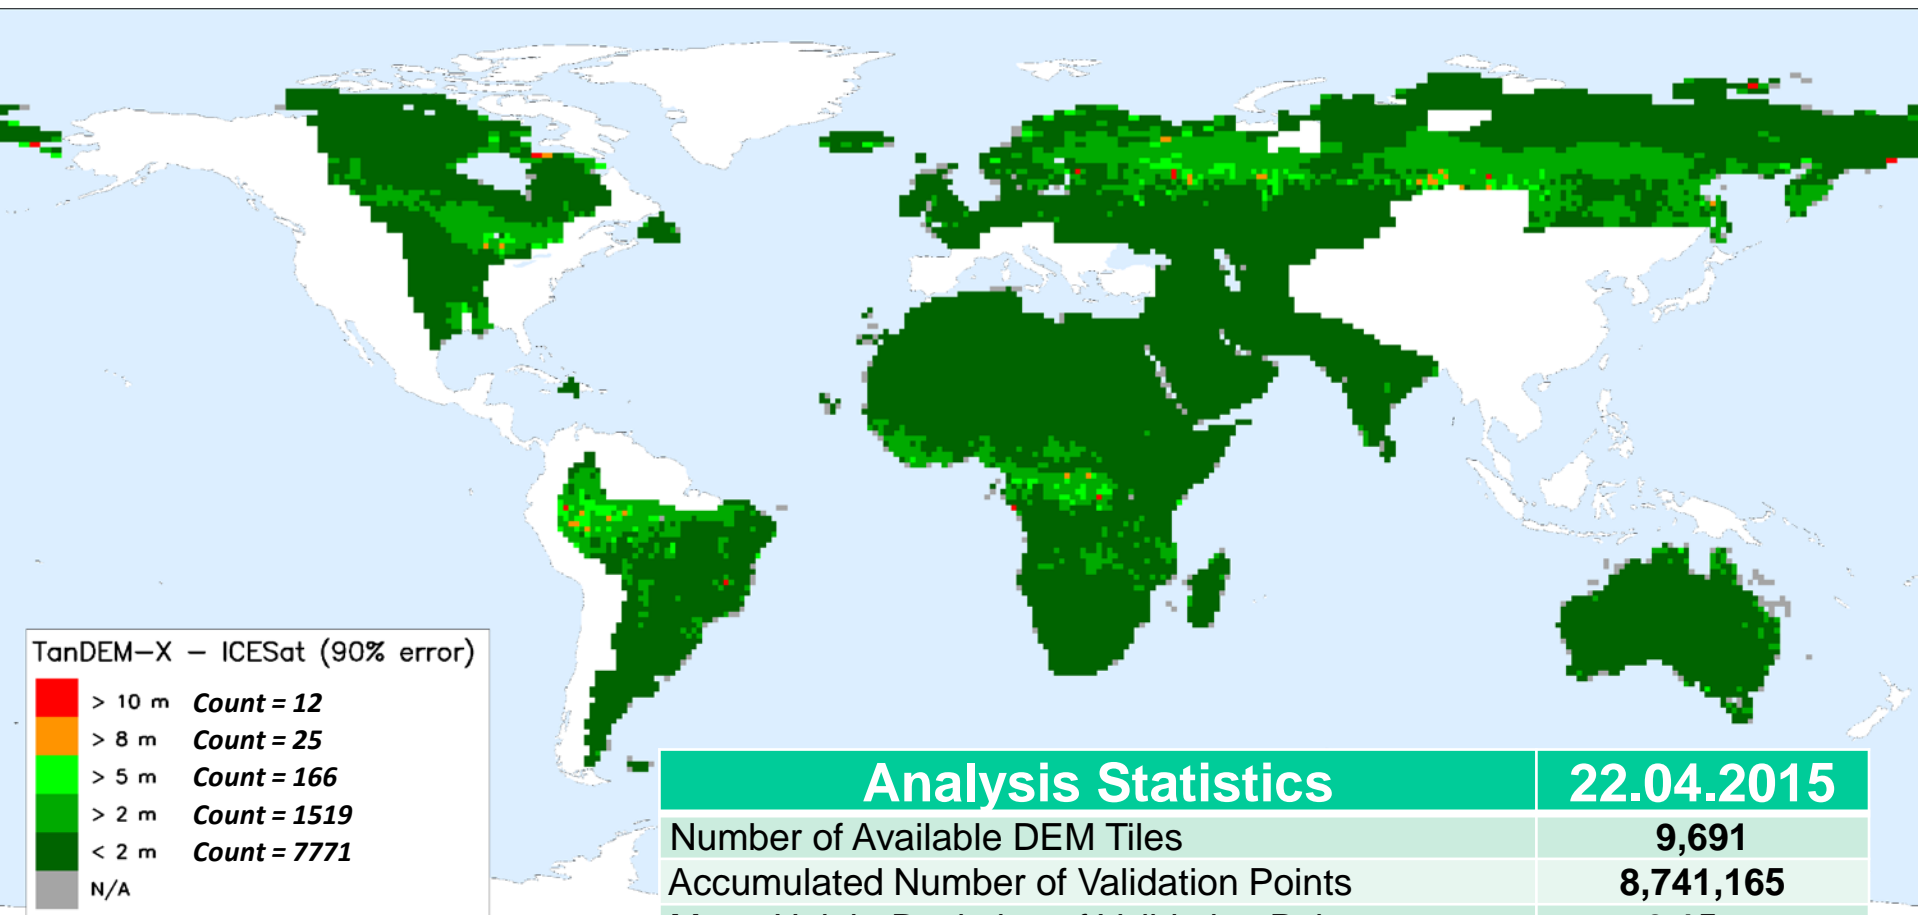 TanDEM-X - ICESat (90% error)
> 10 m Count = 12
> 8 m Count = 25
> 5 m Count = 166
> 2 m Count = 1519
< 2 m Count = 7771
N/A
Analysis Statistics 22.04.2015
Number of Available DEM Tiles 9,691
Accumulated Number of Validation Points 8,741,165